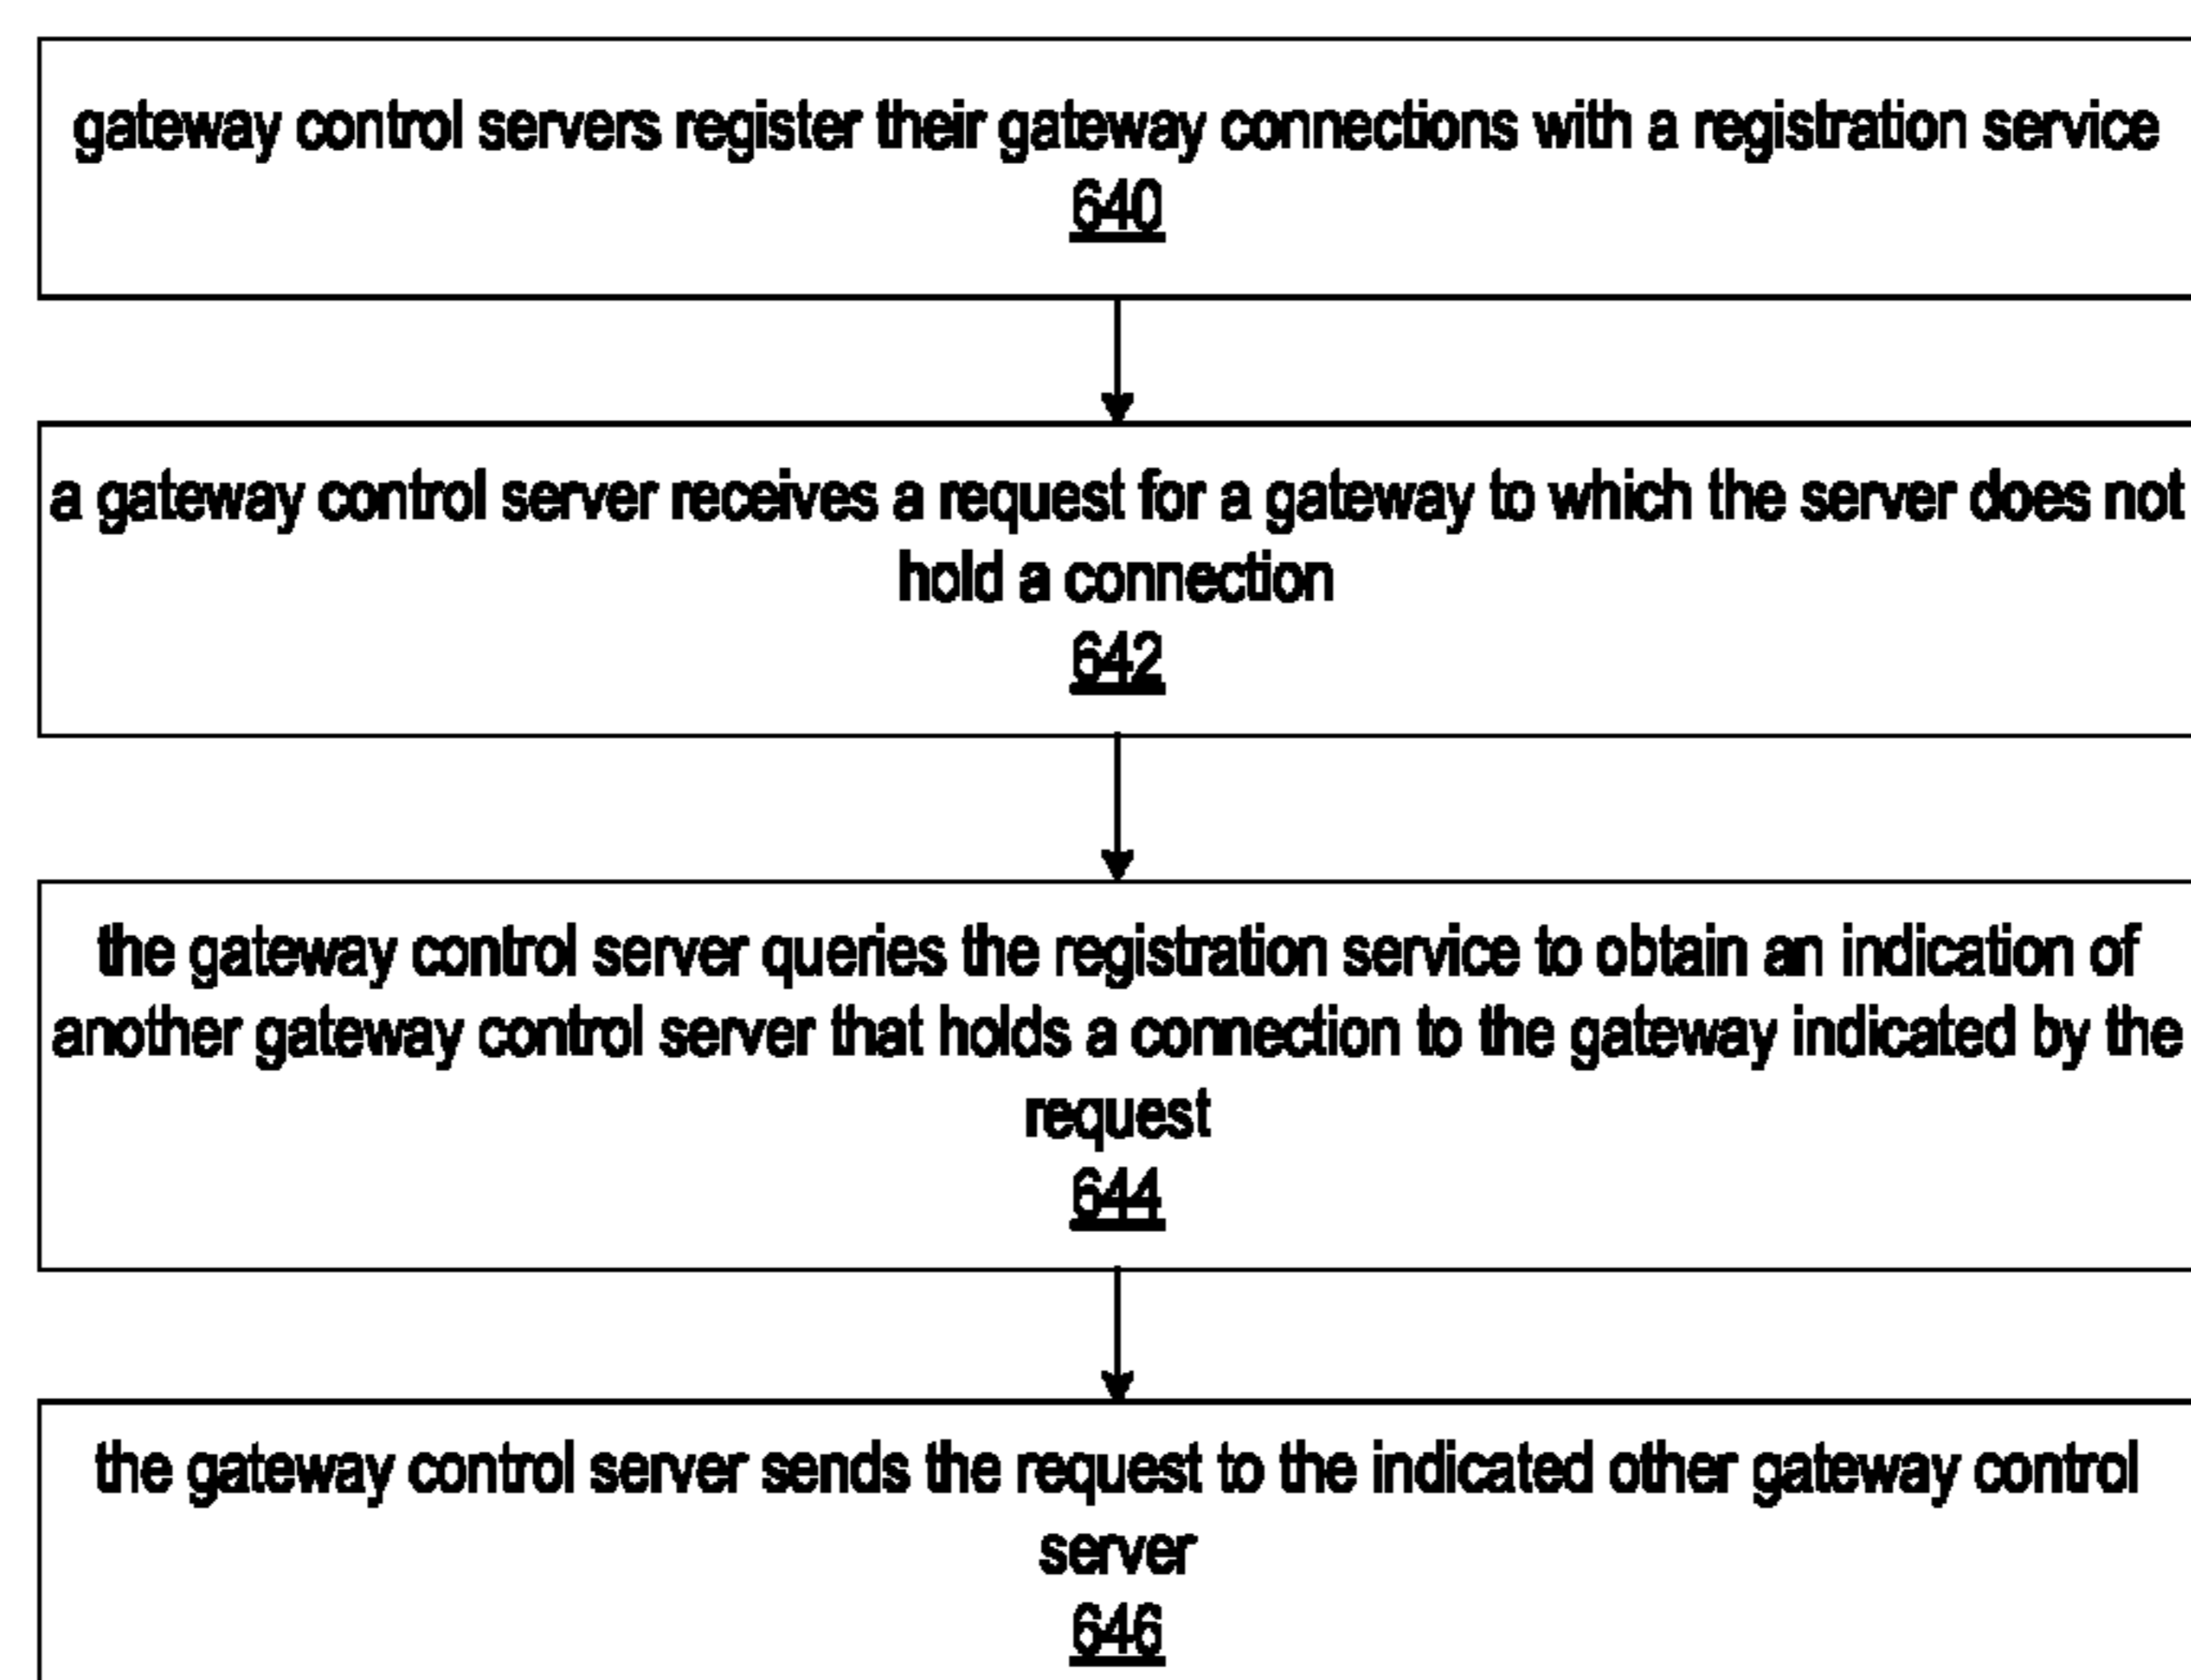 gateway control servers register their gateway connections with a registration service
640
a gateway control server receives a request for a gateway to which the server does not
hold a connection
642
the gateway control server queries the registration service to obtain an indication of
another gateway control server that holds a connection to the gateway indicated by the
request
644
the gateway control server sends the request to the indicated other gateway control
server
646